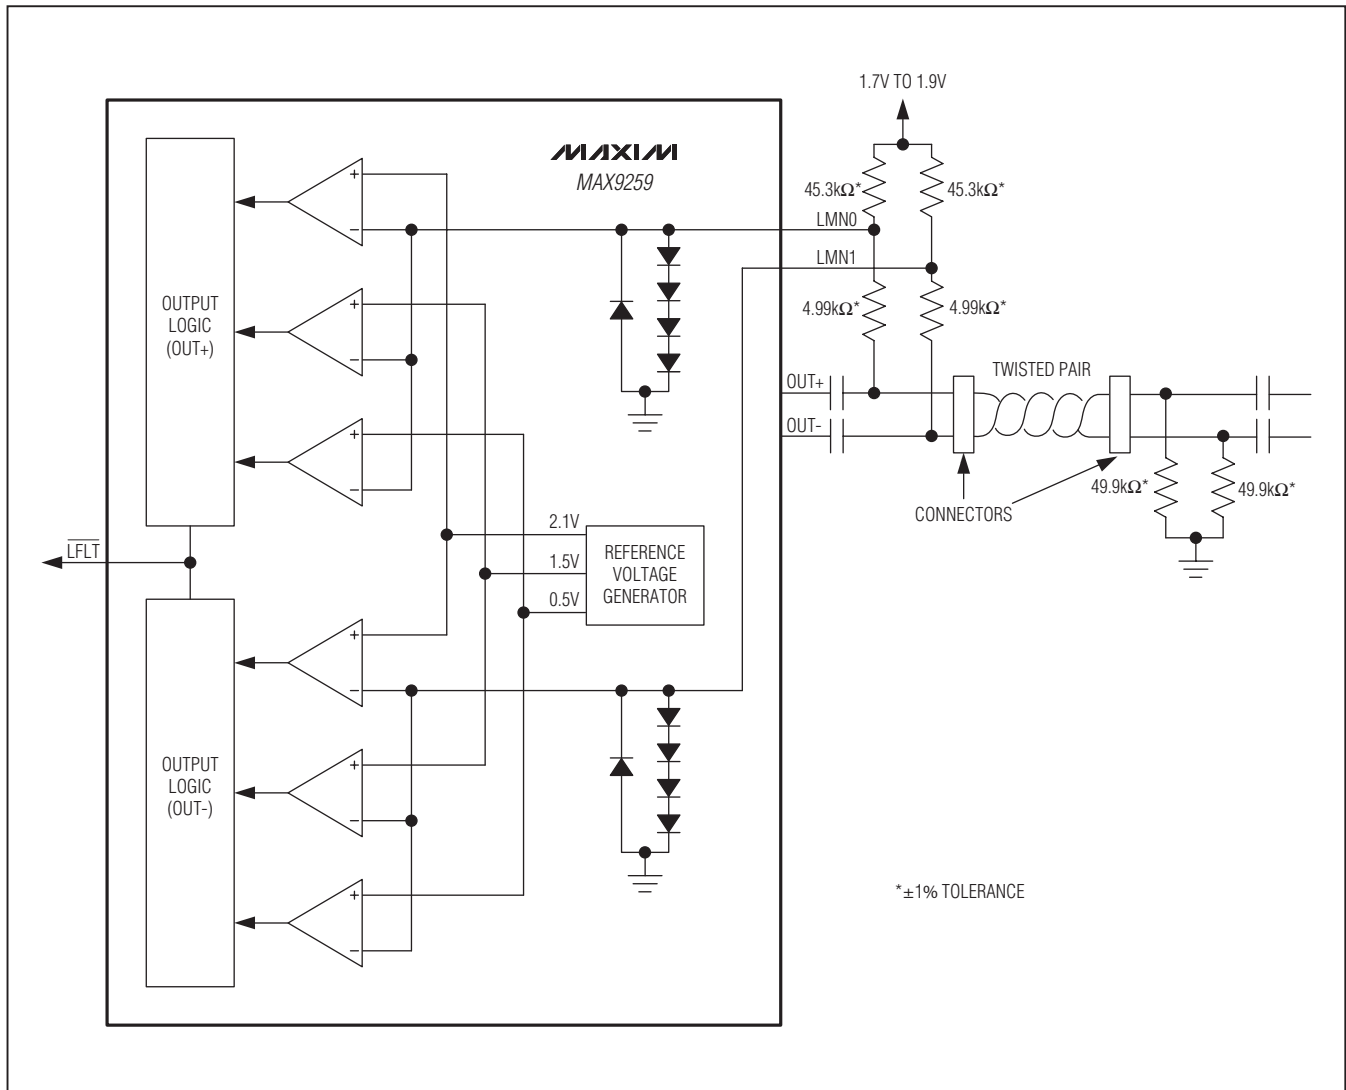 1.7V TO 1.9V
MAXIM
MAX9259
45.3kΩ*
45.3kΩ*
LMN0
LMN1
4.99kΩ*
4.99kΩ*
OUTPUT
LOGIC
(OUT+)
+
−
+
−
+
−
OUT+
OUT-
TWISTED PAIR
CONNECTORS
49.9kΩ*
49.9kΩ*
LFLT
2.1V
1.5V
0.5V
REFERENCE
VOLTAGE
GENERATOR
OUTPUT
LOGIC
(OUT-)
+
−
+
−
+
−
*±1% TOLERANCE